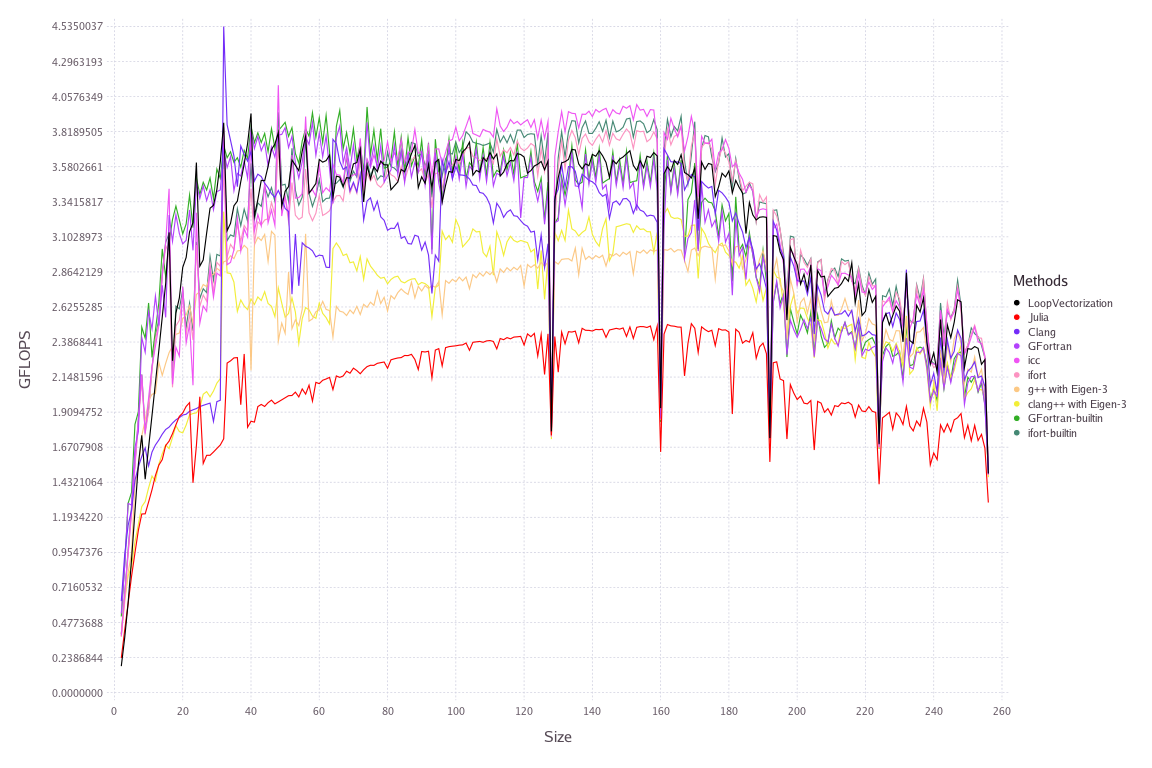 GFLOPS
4.5350037
4.2963193
4.0576349
3.8189505
3.5802661
3.3415817
3.1028973
2.8642129
2.6255285
2.3868441
2.1481596
1.9094752
1.6707908
1.4321064
1.1934220
0.9547376
0.7160532
0.4773688
0.2386844
0.0000000
0 20 40 60 80 100 120 140 160 180 200 220 240 260
Size
Methods
LoopVectorization
Julia
Clang
GFortran
icc
ifort
g++ with Eigen-3
clang++ with Eigen-3
GFortran-builtin
ifort-builtin